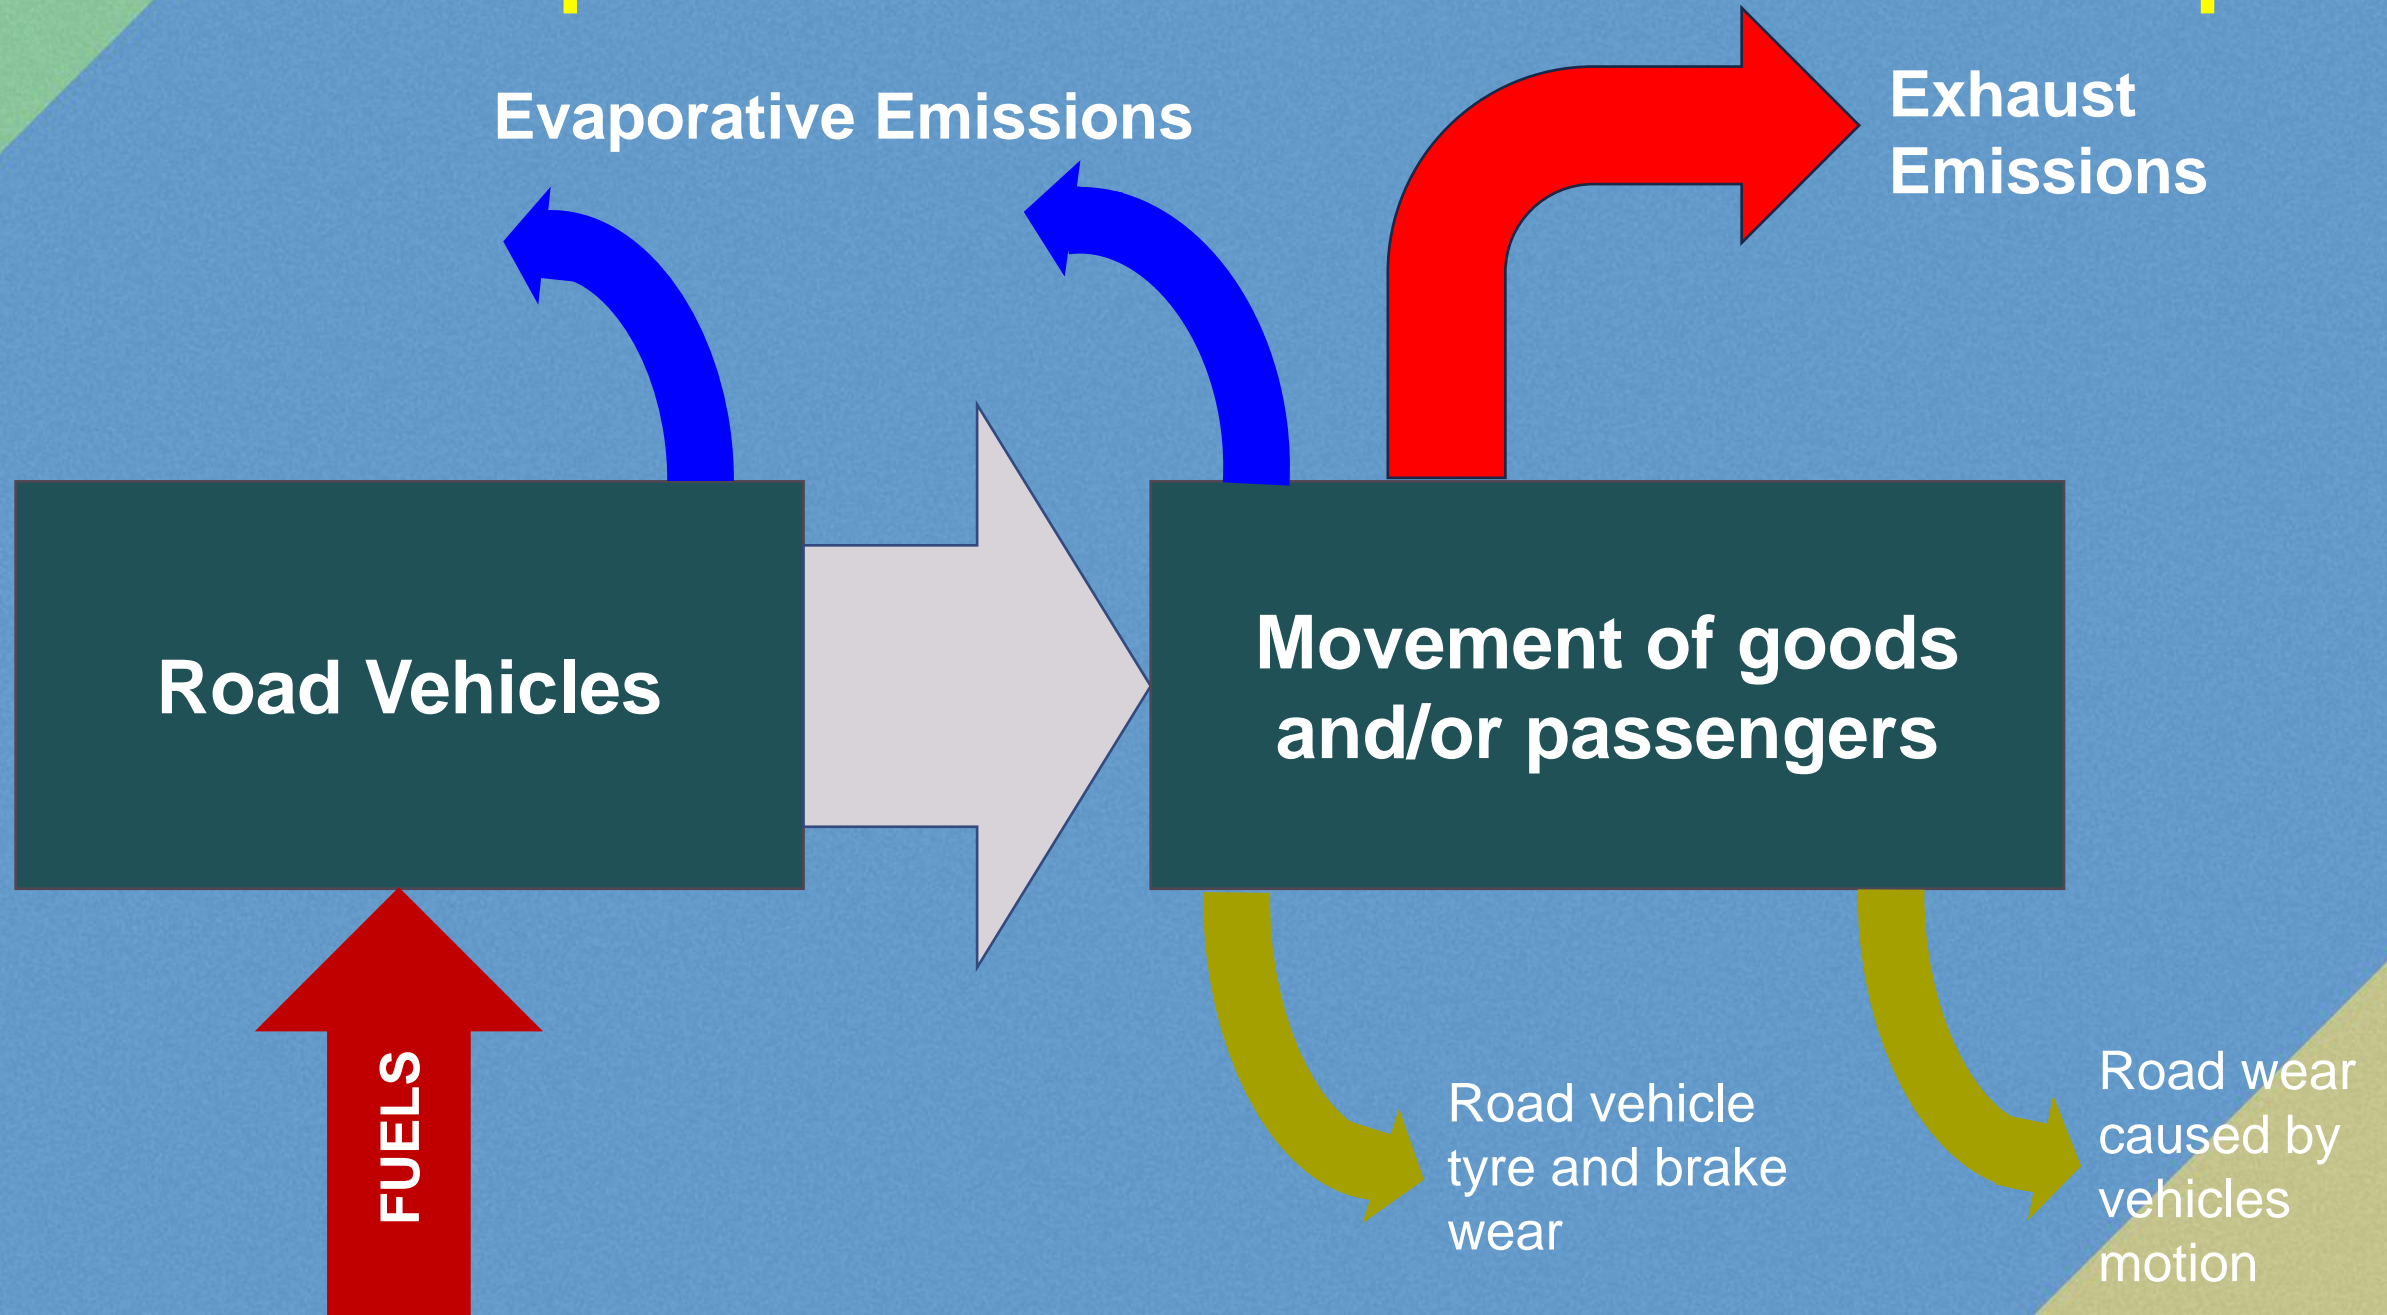 Evaporative Emissions
Exhaust
Emissions
Road Vehicles
Movement of goods
and/or passengers
FUELS
Road vehicle
tyre and brake
wear
Road wear
caused by
vehicles
motion